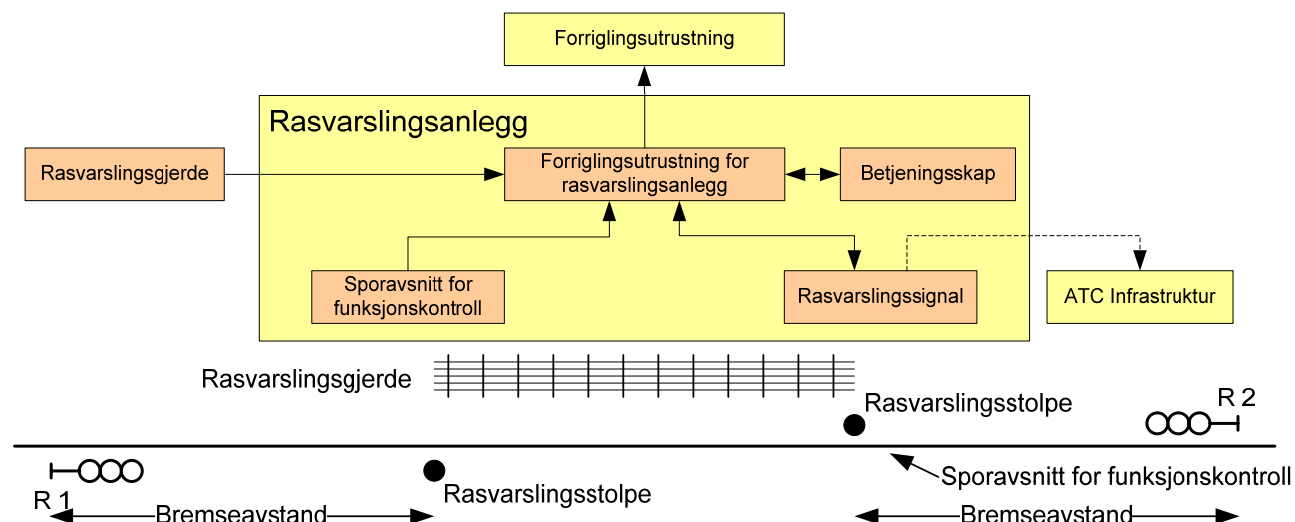 Forriglingsutrustning
Rasvarslingsanlegg
Rasvarslingsgjerde
Forriglingsutrustning for
rasvarslingsanlegg
Betjeningsskap
Sporavsnitt for
funksjonskontroll
Rasvarslingssignal
ATC Infrastruktur
Rasvarslingsgjerde
Rasvarslingsstolpe
R 2
Sporavsnitt for funksjonskontroll
R 1
Rasvarslingsstolpe
Bremseavstand
Bremseavstand